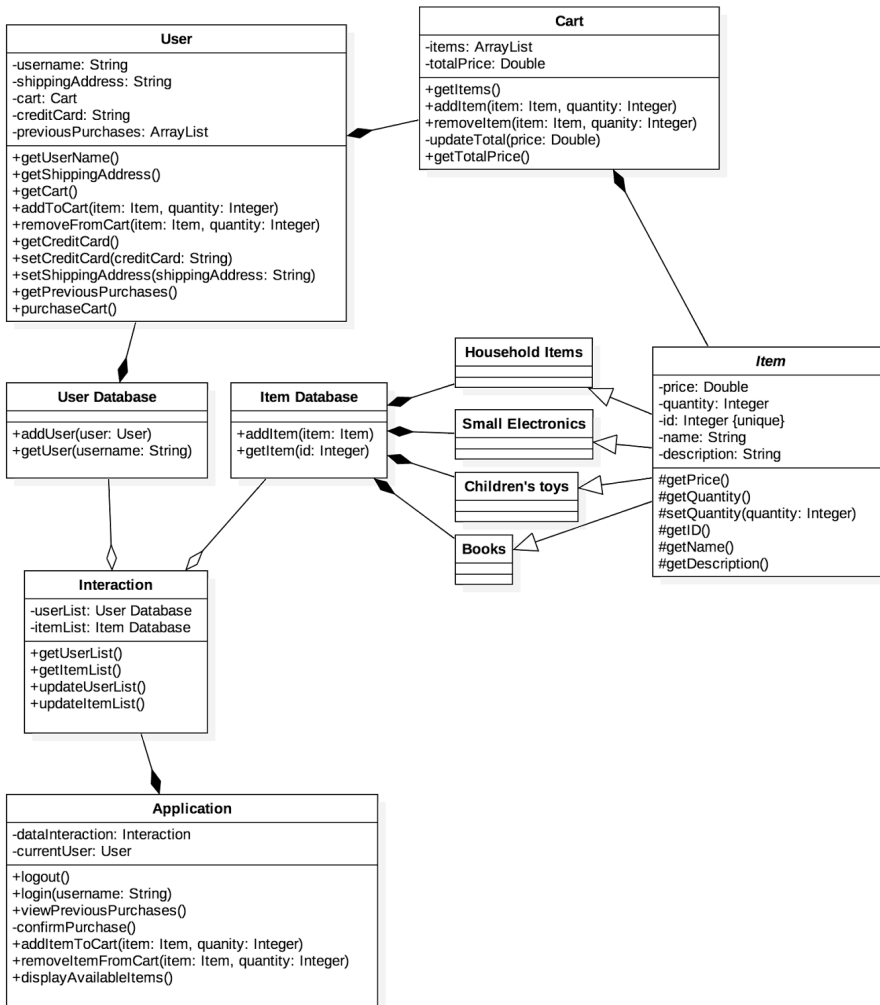 User
-username: String
-shippingAddress: String
-cart: Cart
-creditCard: String
-previousPurchases: ArrayList
+getUserName()
+getShippingAddress()
+getCart()
+addToCart(item: Item, quantity: Integer)
+removeFromCart(item: Item, quantity: Integer)
+getCreditCard()
+setCreditCard(creditCard: String)
+setShippingAddress(shippingAddress: String)
+getPreviousPurchases()
+purchaseCart()
Cart
-items: ArrayList
-totalPrice: Double
+getItems()
+addItem(item: Item, quantity: Integer)
+removeItem(item: Item, quanity: Integer)
-updateTotal(price: Double)
+getTotalPrice()
User Database
+addUser(user: User)
+getUser(username: String)
Item Database
+addItem(item: Item)
+getItem(id: Integer)
Household Items
Small Electronics
Children's toys
Books
Item
-price: Double
-quantity: Integer
-id: Integer {unique}
-name: String
-description: String
#getPrice()
#getQuantity()
#setQuantity(quantity: Integer)
#getID()
#getName()
#getDescription()
Interaction
-userList: User Database
-itemList: Item Database
+getUserList()
+getItemList()
+updateUserList()
+updateItemList()
Application
-dataInteraction: Interaction
-currentUser: User
+logout()
+login(username: String)
+viewPreviousPurchases()
-confirmPurchase()
+addItemToCart(item: Item, quanity: Integer)
+removeItemFromCart(item: Item, quantity: Integer)
+displayAvailableItems()